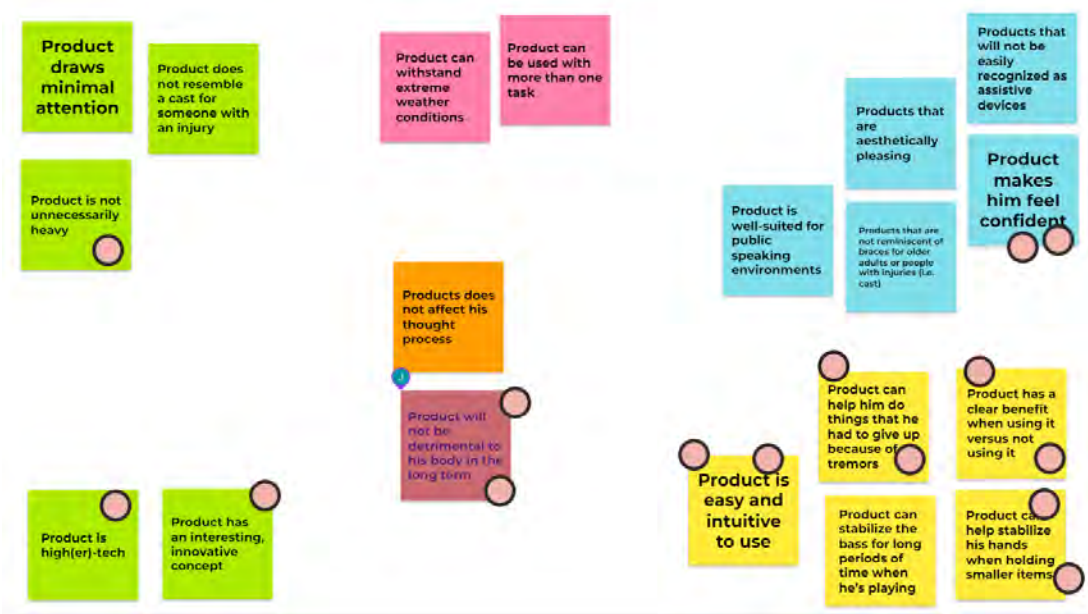 Product
draws
minimal
attention
Product does
not resemble
a cast for
someone with
an injury
Product is not
unnecessarily
heavy
Product can
withstand
extreme
weather
conditions
Product can
be used with
more than one
task
Products that
will not be
easily
recognized as
assistive
devices
Products that
are
aesthetically
pleasing
Product
makes
him feel
confident
Product is
well-suited for
public
speaking
environments
Products that are
not reminiscent of
braces for older
adults or people
with injuries (i.e.
cast)
Products does
not affect his
thought
process
J
Product will
not be
detrimental to
his body in the
long term
Product can
help him do
things that he
had to give up
because of
tremors
Product has a
clear benefit
when using it
versus not
using it
Product is
easy and
intuitive
to use
Product can
stabilize the
bass for long
periods of
time when
he's playing
Product can
help stabilize
his hands
when holding
smaller items
Product is
high(er)-tech
Product has
an interesting,
innovative
concept